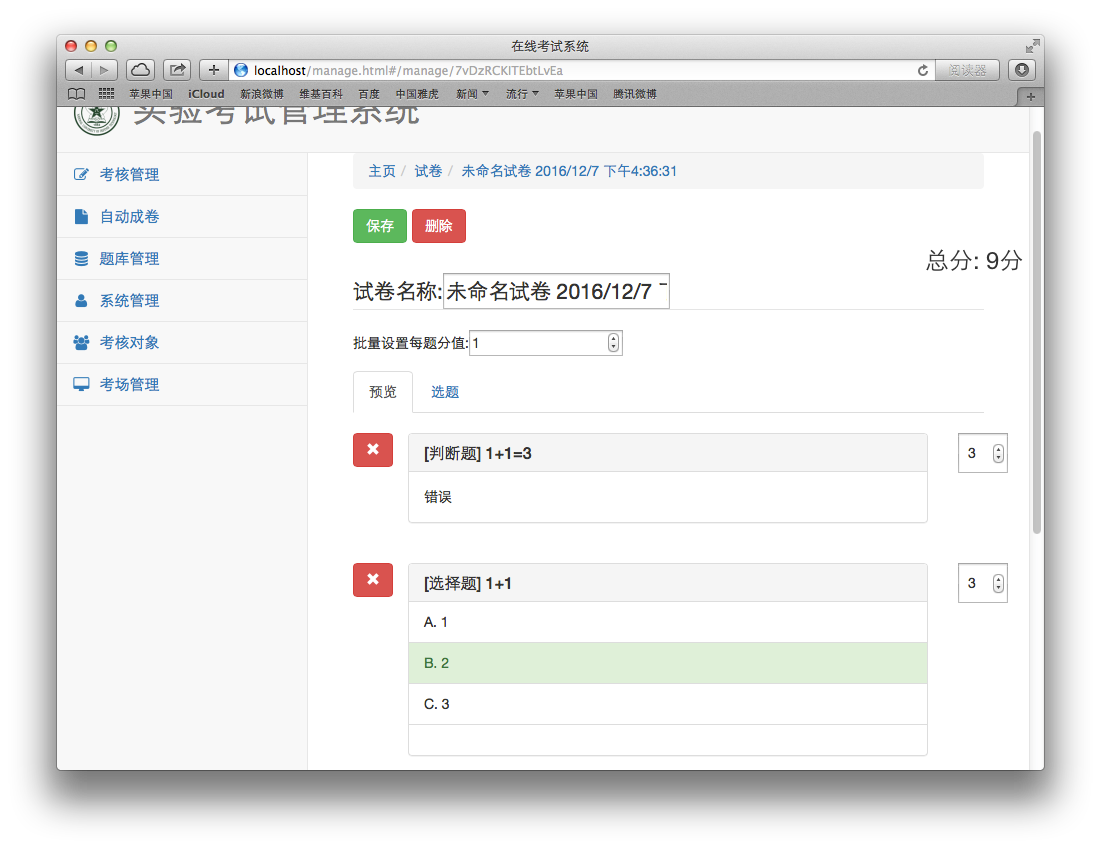 在线考试系统
localhost/manage.html#/manage/7vDzRCKITEbtLvEa
阅读器
苹果中国 iCloud 新浪微博 维基百科 百度 中国雅虎 新闻 流行 苹果中国 腾讯微博
实验考试管理系统
考核管理
自动成卷
题库管理
系统管理
考核对象
考场管理
主页 / 试卷 / 未命名试卷 2016/12/7 下午4:36:31
保存 删除
总分: 9分
试卷名称: 未命名试卷 2016/12/7
批量设置每题分值: 1
预览 选题
[判断题] 1+1=3 3
错误
[选择题] 1+1 3
A. 1
B. 2
C. 3